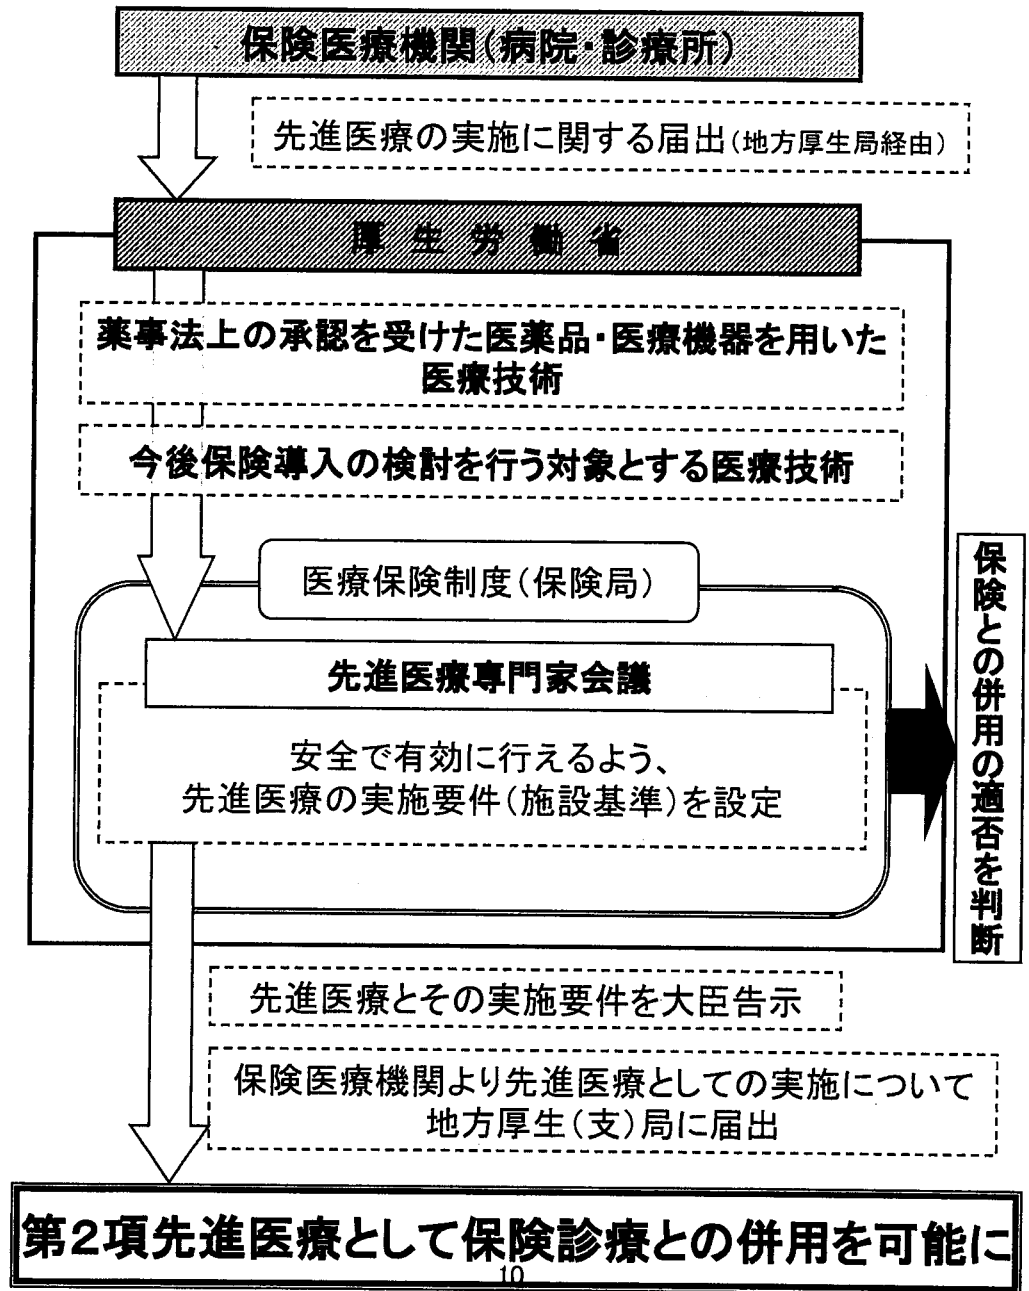 保険医療機関(病院・診療所)
先進医療の実施に関する届出(地方厚生局経由)
厚生労働省
薬事法上の承認を受けた医薬品・医療機器を用いた
医療技術
今後保険導入の検討を行う対象とする医療技術
医療保険制度(保険局)
先進医療専門家会議
安全で有効に行えるよう、
先進医療の実施要件(施設基準)を設定
保険との併用の適否を判断
先進医療とその実施要件を大臣告示
保険医療機関より先進医療としての実施について
地方厚生(支)局に届出
第2項先進医療として保険診療との併用を可能に
10